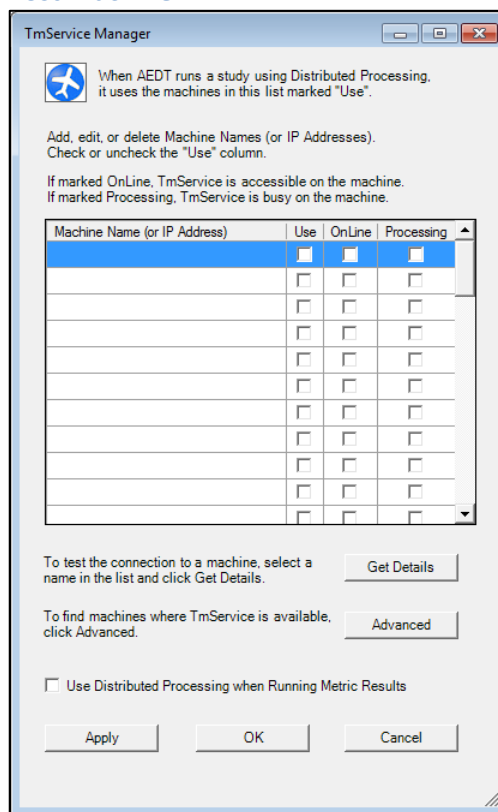 TmService Manager
When AEDT runs a study using Distributed Processing,
it uses the machines in this list marked "Use".
Add, edit, or delete Machine Names (or IP Addresses).
Check or uncheck the "Use" column.
If marked OnLine, TmService is accessible on the machine.
If marked Processing, TmService is busy on the machine.
Machine Name (or IP Address) Use OnLine Processing
To test the connection to a machine, select a
name in the list and click Get Details.
Get Details
To find machines where TmService is available,
click Advanced.
Advanced
Use Distributed Processing when Running Metric Results
Apply OK Cancel